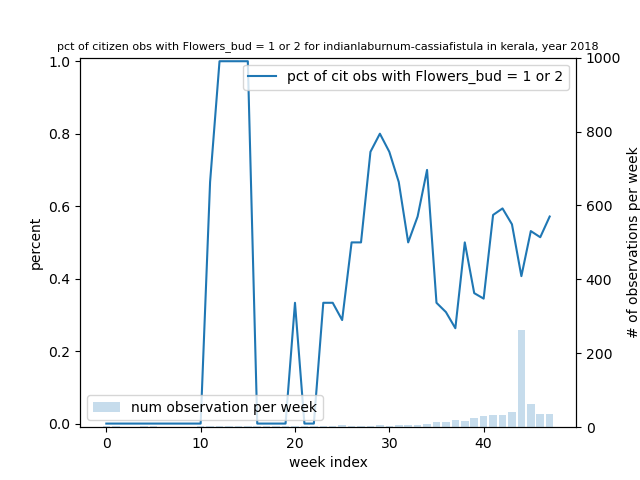 pct of citizen obs with Flowers_bud = 1 or 2 for indianlaburnum-cassiafistula in kerala, year 2018
pct of cit obs with Flowers_bud = 1 or 2
1.0
0.8
0.6
0.4
0.2
0.0
percent
1000
800
600
400
200
0
# of observations per week
num observation per week
0 10 20 30 40
week index